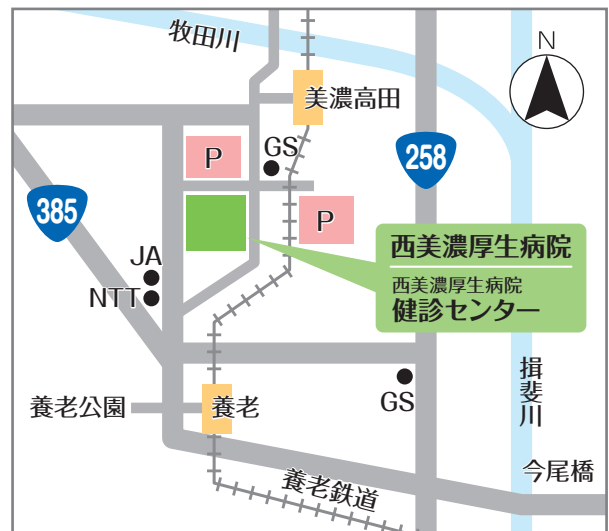 牧田川
N
美濃高田
GS
P
258
385
P
西美濃厚生病院
西美濃厚生病院
健診センター
JA
NTT
揖斐川
GS
養老公園
養老
今尾橋
養老鉄道